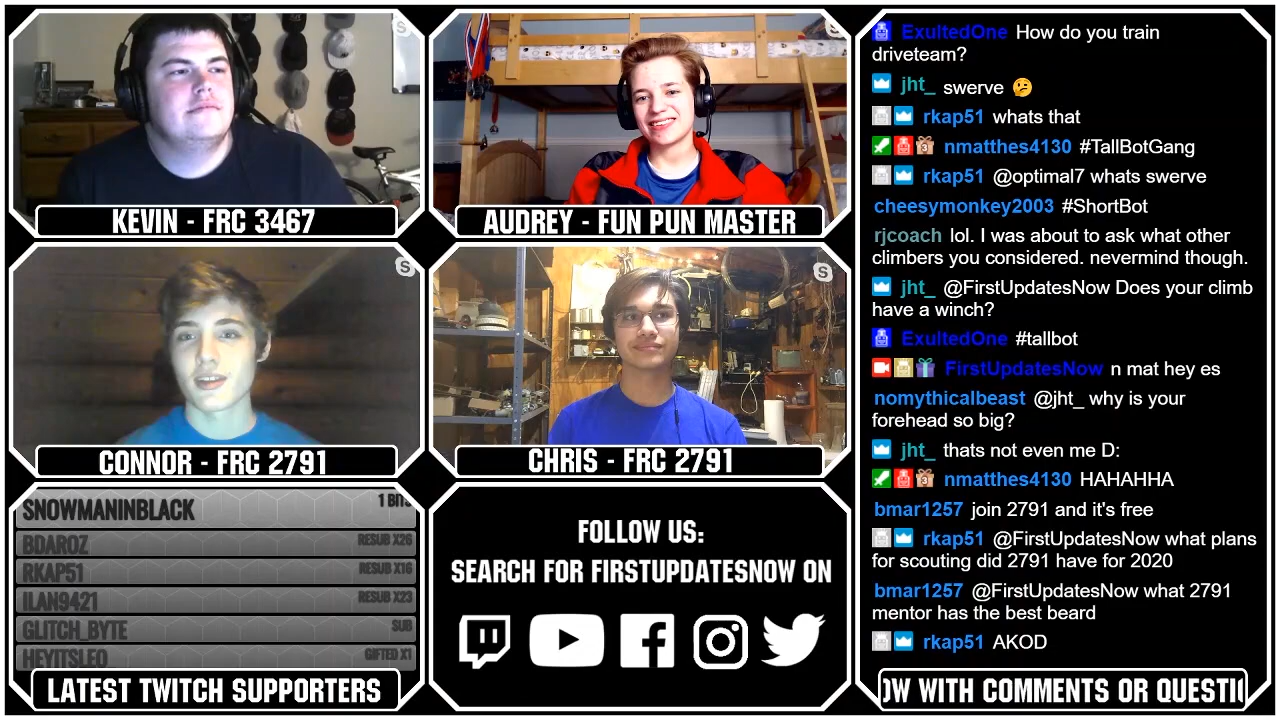 KEVIN - FRC 3467
AUDREY - FUN PUN MASTER
CONNOR - FRC 2791
CHRIS - FRC 2791
SNOWMANINBLACK 1 BITS
BDAROZ RESUB X26
RKAP51 RESUB X16
ILAN9421 RESUB X23
GLITCH_BYTE SUB
HEYITSLEO_ GIFTED X1
LATEST TWITCH SUPPORTERS
FOLLOW US:
SEARCH FOR FIRSTUPDATESNOW ON
ExultedOne How do you train
driveteam?
jht_ swerve 🤔
rkap51 whats that
nmatthes4130 #TallBotGang
rkap51 @optimal7 whats swerve
cheesymonkey2003 #ShortBot
rjcoach lol. I was about to ask what other
climbers you considered. nevermind though.
jht_ @FirstUpdatesNow Does your climb
have a winch?
ExultedOne #tallbot
FirstUpdatesNow n mat hey es
nomythicalbeast @jht_ why is your
forehead so big?
jht_ thats not even me D:
nmatthes4130 HAHAHHA
bmar1257 join 2791 and it's free
rkap51 @FirstUpdatesNow what plans
for scouting did 2791 have for 2020
bmar1257 @FirstUpdatesNow what 2791
mentor has the best beard
rkap51 AKOD
OW WITH COMMENTS OR QUESTIO